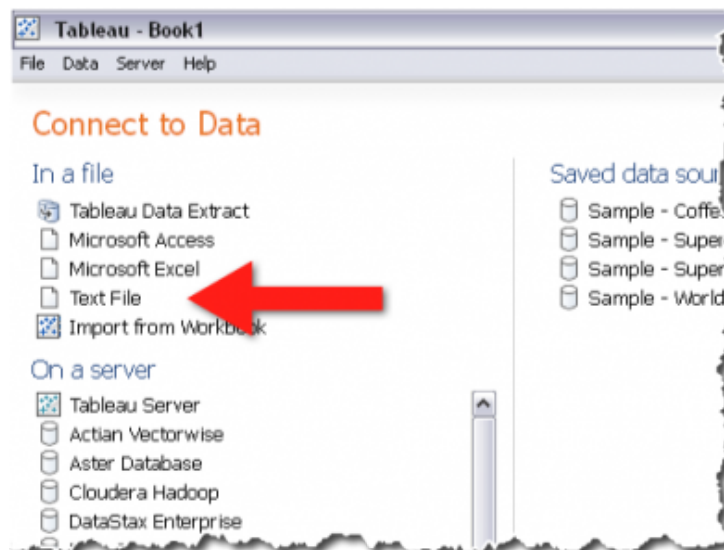 Tableau - Book1
File Data Server Help
Connect to Data
In a file
Tableau Data Extract
Microsoft Access
Microsoft Excel
Text File
Import from Workbook
On a server
Tableau Server
Actian Vectorwise
Aster Database
Cloudera Hadoop
DataStax Enterprise
Saved data sour
Sample - Coffe
Sample - Super
Sample - Super
Sample - World